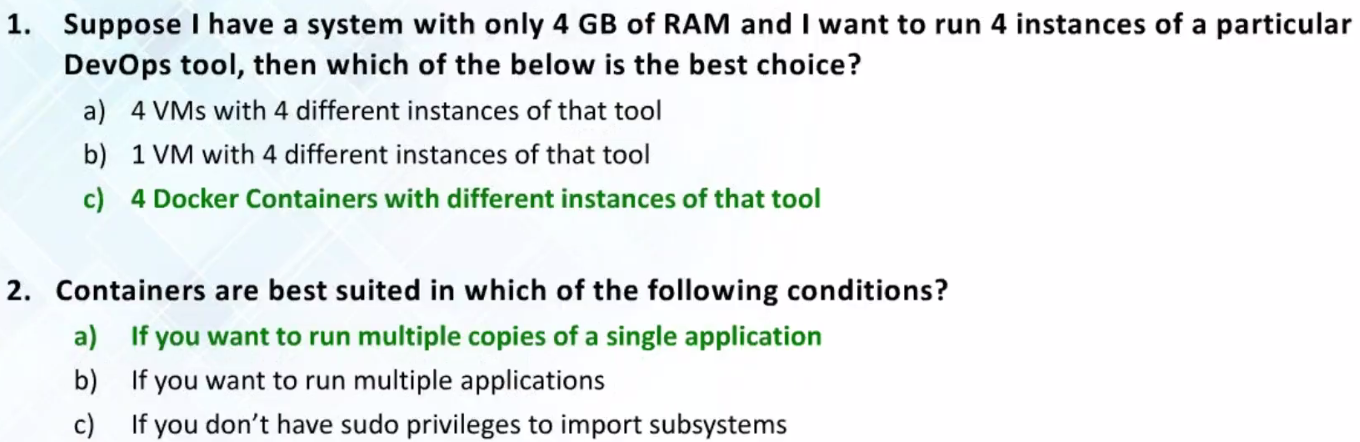 1. Suppose I have a system with only 4 GB of RAM and I want to run 4 instances of a particular
DevOps tool, then which of the below is the best choice?
a) 4 VMs with 4 different instances of that tool
b) 1 VM with 4 different instances of that tool
c) 4 Docker Containers with different instances of that tool
2. Containers are best suited in which of the following conditions?
a) If you want to run multiple copies of a single application
b) If you want to run multiple applications
c) If you don’t have sudo privileges to import subsystems